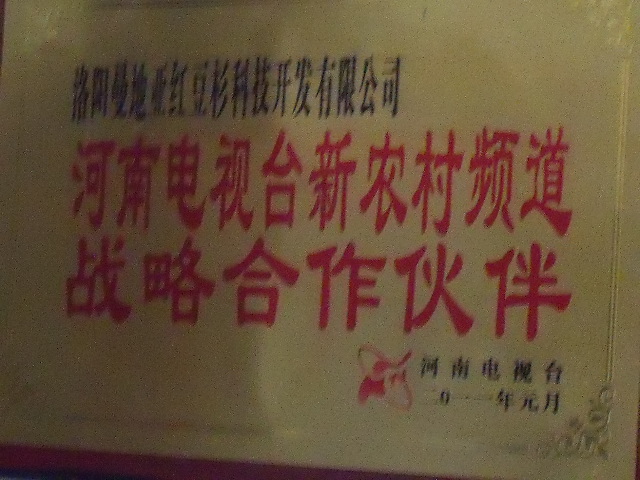 洛阳曼迪亚红豆杉科技开发有限公司
河南电视台新农村频道
战略合作伙伴
河南电视台
二0一一年元月